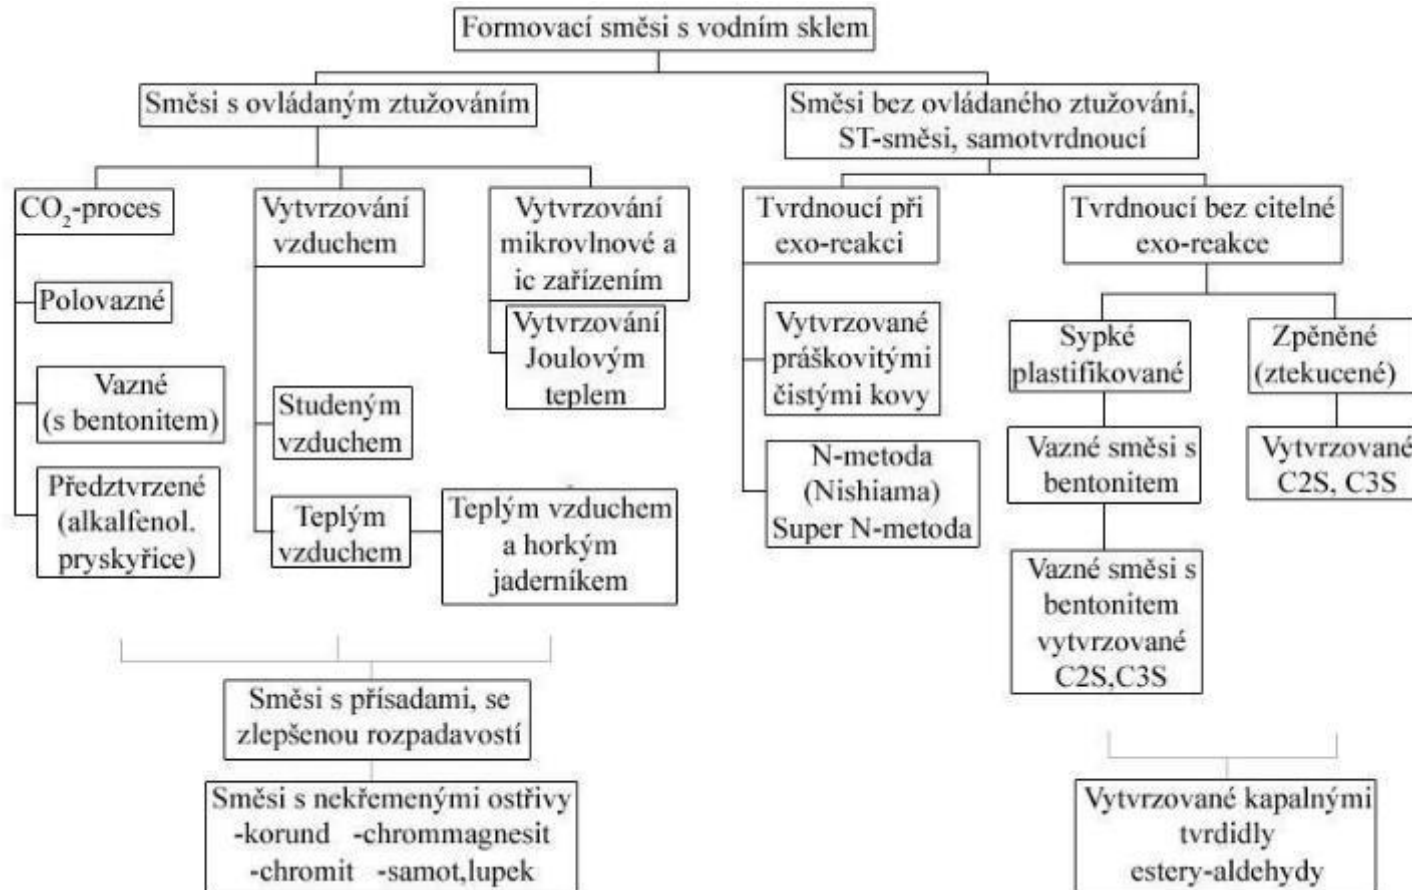 Formovací směsi s vodním sklem
Směsi s ovládaným ztužováním
Směsi bez ovládaného ztužování,
ST-směsi, samotvrdnoucí
CO₂-proces
Polovazné
Vazné
(s bentonitem)
Předztvrzené
(alkalfenol.
pryskyřice)
Vytvrzování
vzduchem
Studeným
vzduchem
Teplým
vzduchem
Teplým vzduchem
a horkým
jaderníkem
Vytvrzování
mikrovlnové a
ic zařízením
Vytvrzování
Joulovým
teplem
Tvrdnoucí při
exo-reakci
Vytvrzované
práškovitými
čistými kovy
N-metoda
(Nishiama)
Super N-metoda
Tvrdnoucí bez citelné
exo-reakce
Sypké
plastifikované
Vazné směsi s
bentonitem
Vazné směsi s
bentonitem
vytvrzované
C2S,C3S
Zpěněné
(ztekucené)
Vytvrzované
C2S, C3S
Směsi s přísadami, se
zlepšenou rozpadavostí
Směsi s nekřemenými ostřivy
-korund -chrommagnesit
-chromit -samot,lupek
Vytvrzované kapalnými
tvrdidly
estery-aldehydy